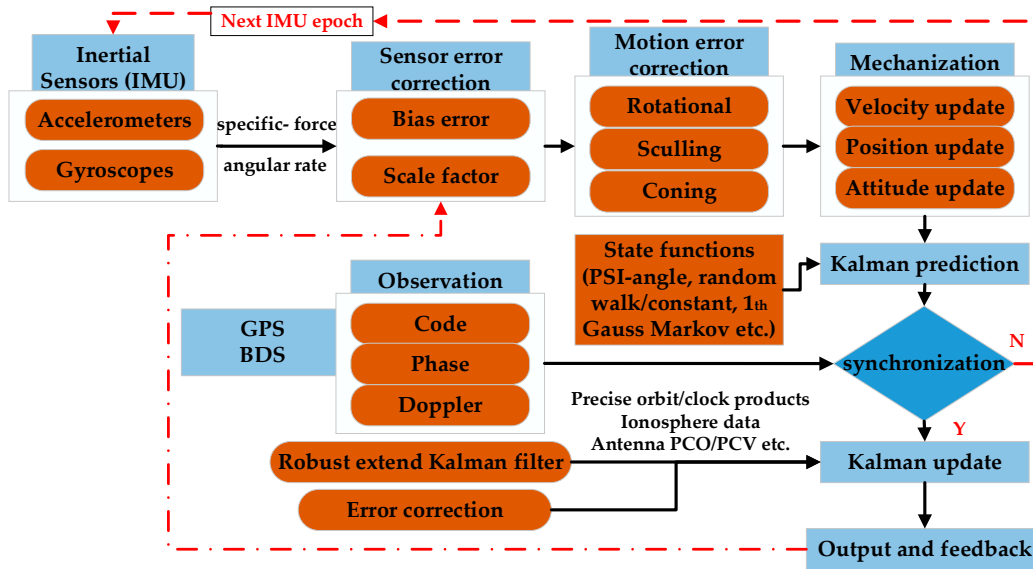 Next IMU epoch
Inertial
Sensors (IMU)
Accelerometers
Gyroscopes
specific- force
angular rate
Sensor error
correction
Bias error
Scale factor
Motion error
correction
Rotational
Sculling
Coning
Mechanization
Velocity update
Position update
Attitude update
State functions
(PSI-angle, random
walk/constant, 1th
Gauss Markov etc.)
Kalman prediction
GPS
BDS
Observation
Code
Phase
Doppler
synchronization
N
Y
Precise orbit/clock products
Ionosphere data
Antenna PCO/PCV etc.
Robust extend Kalman filter
Error correction
Kalman update
Output and feedback